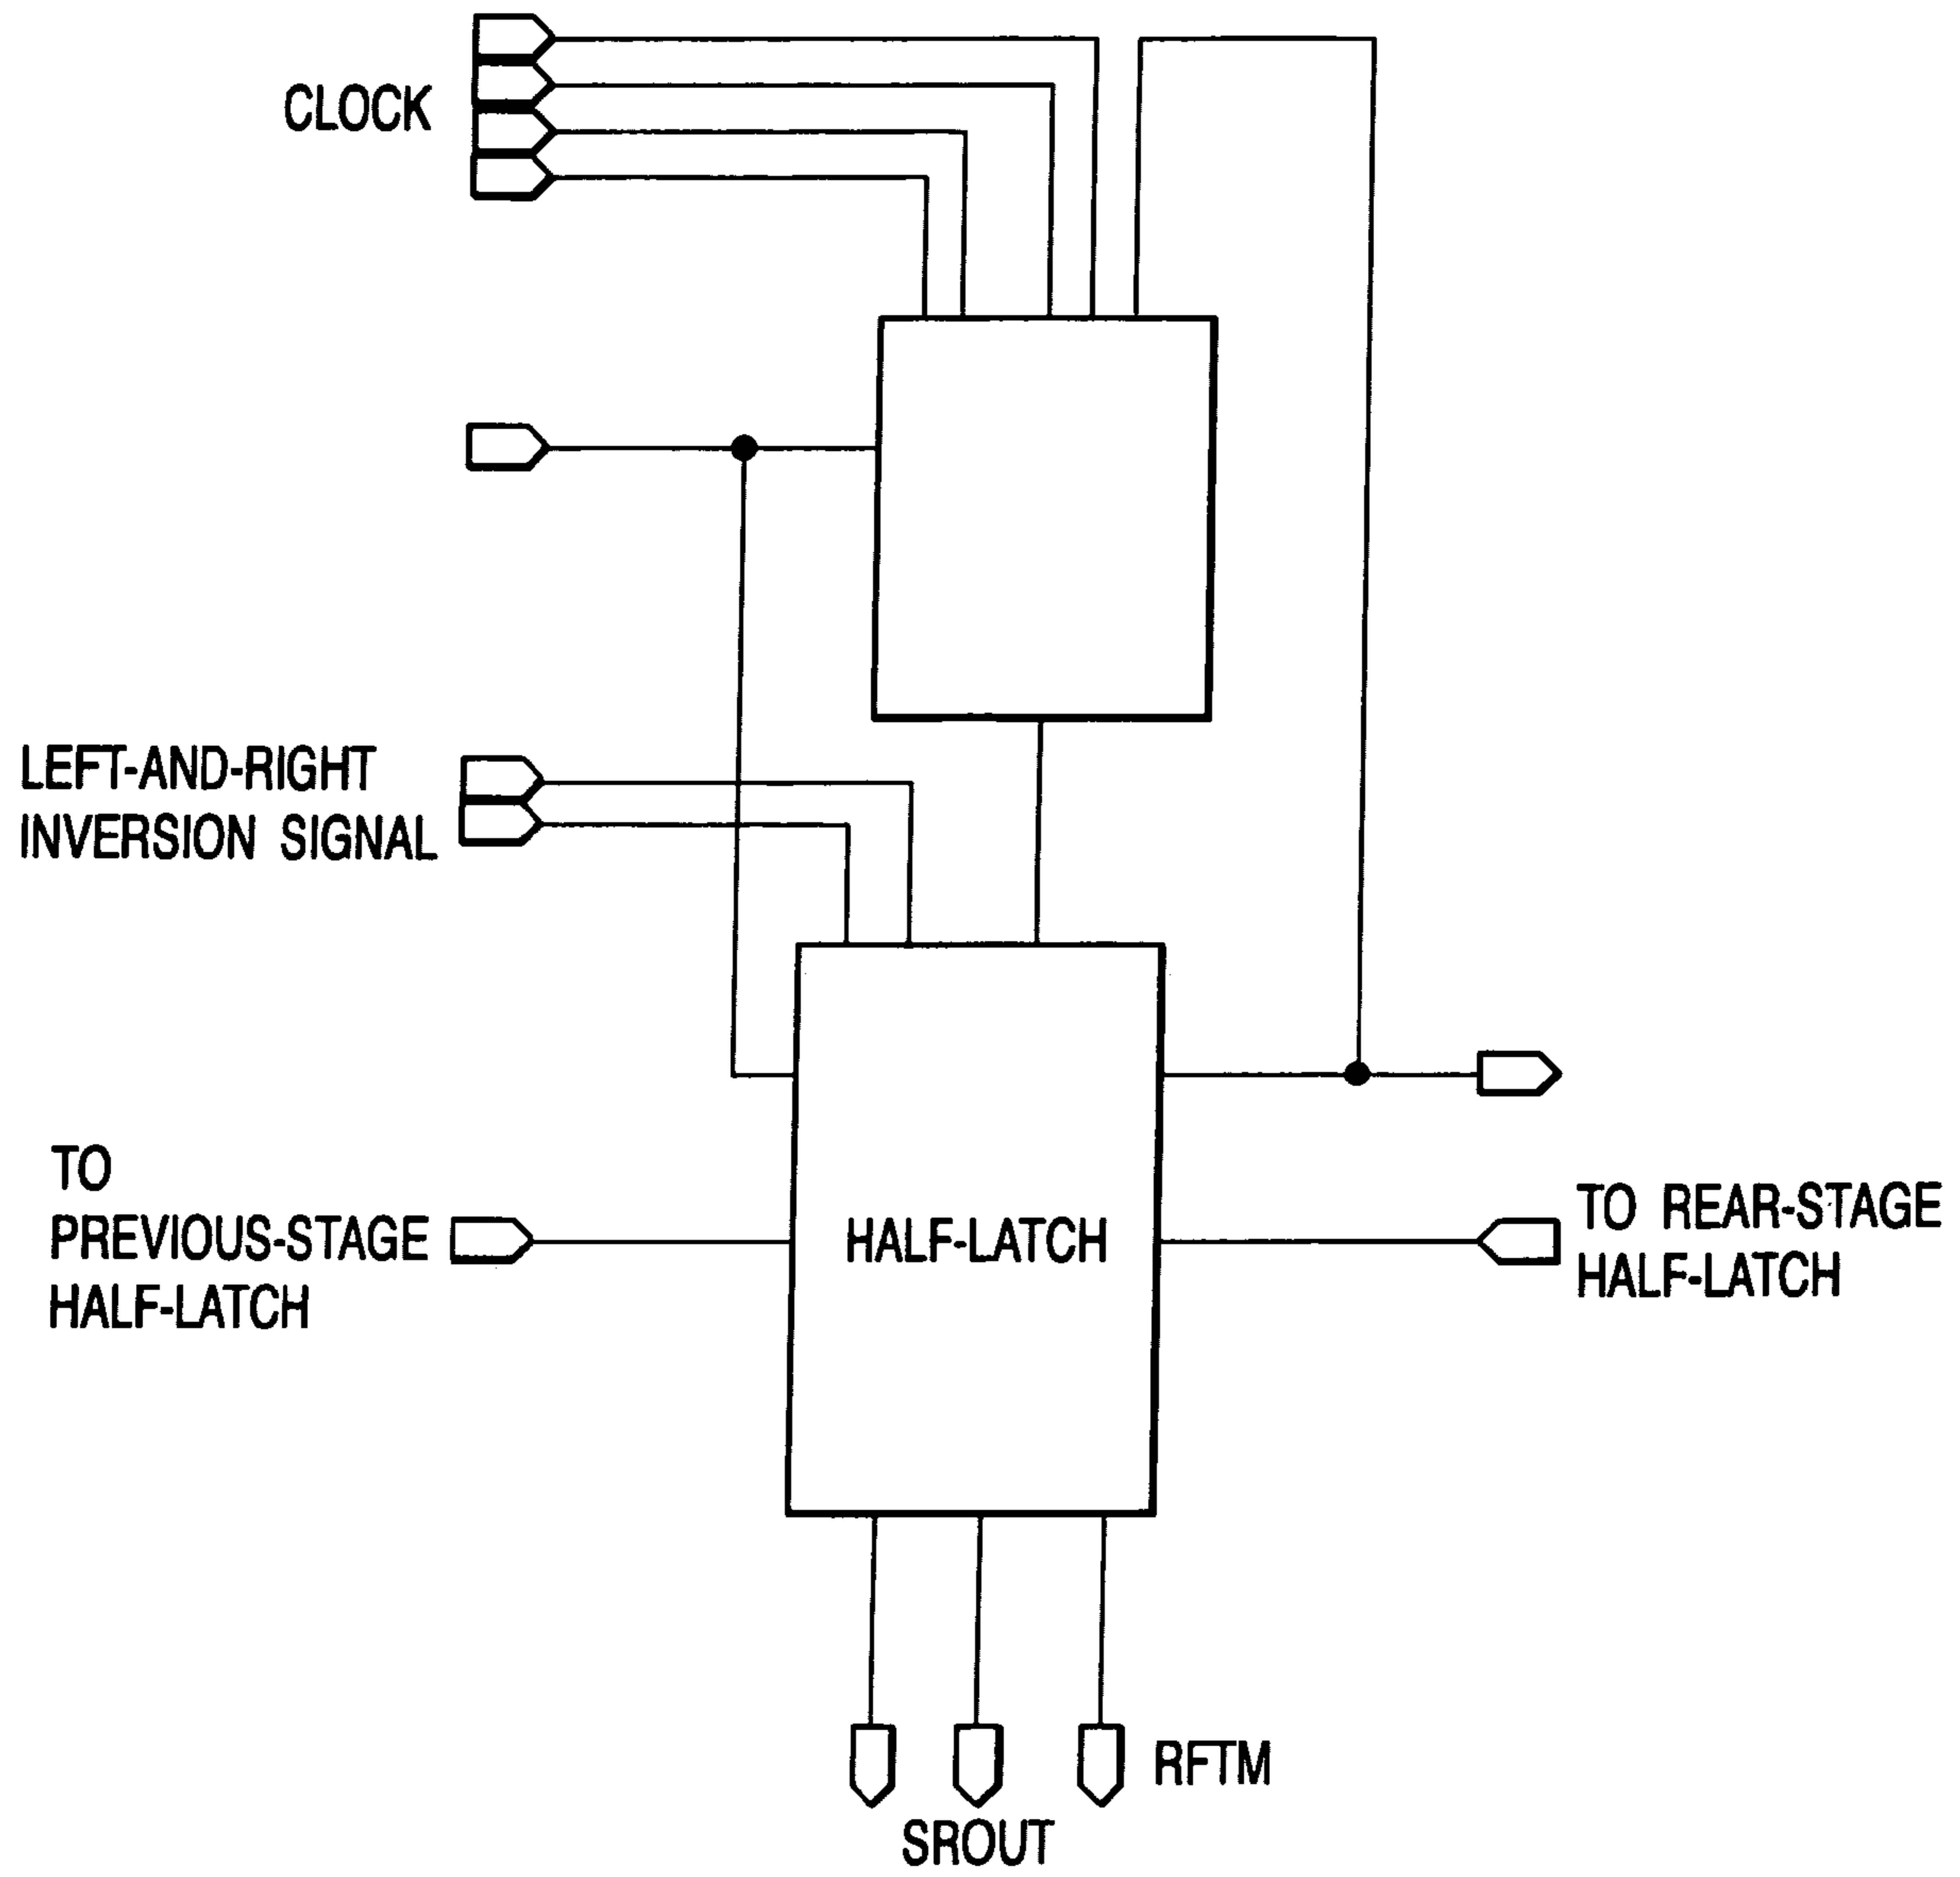 CLOCK
LEFT-AND-RIGHT
INVERSION SIGNAL
TO
PREVIOUS-STAGE
HALF-LATCH
HALF-LATCH
TO REAR-STAGE
HALF-LATCH
RFTM
SROUT